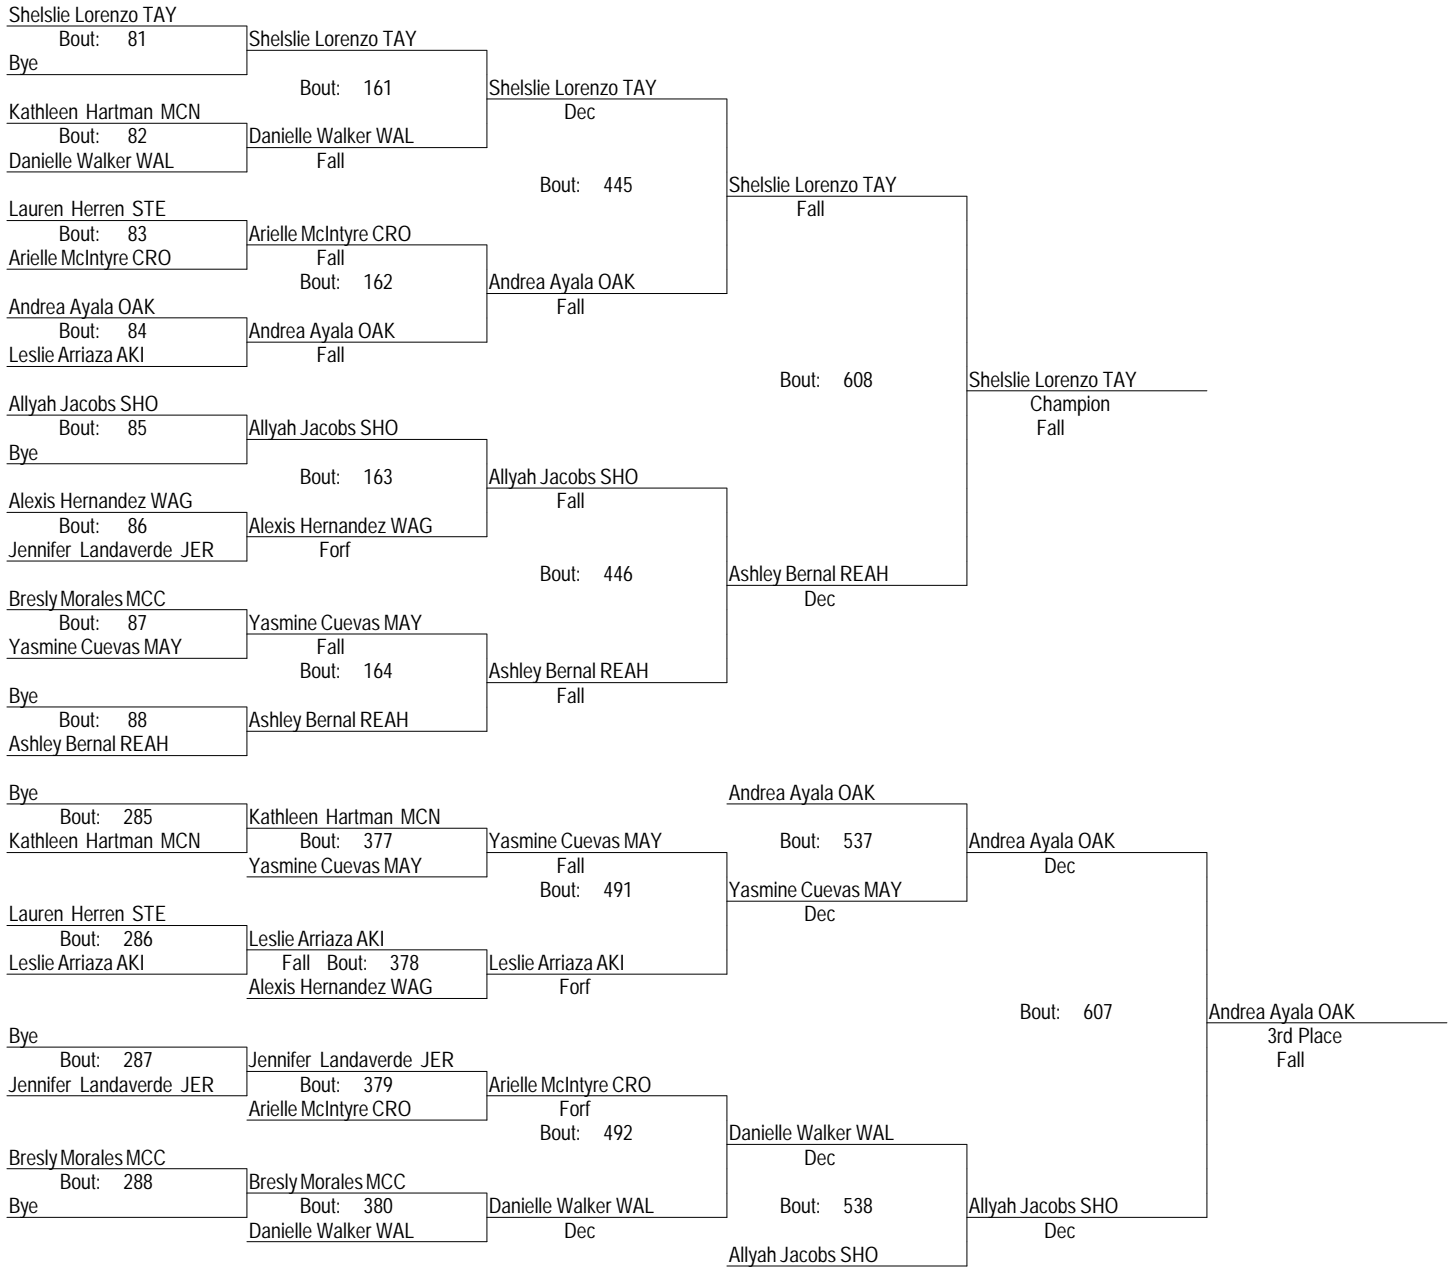 Shelslie Lorenzo TAY
Bout: 81
Shelslie Lorenzo TAY
Bye
Bout: 161
Shelslie Lorenzo TAY
Kathleen Hartman MCN
Dec
Bout: 82
Danielle Walker WAL
Danielle Walker WAL
Fall
Bout: 445
Shelslie Lorenzo TAY
Lauren Herren STE
Fall
Bout: 83
Arielle McIntyre CRO
Arielle McIntyre CRO
Fall
Bout: 162
Andrea Ayala OAK
Andrea Ayala OAK
Fall
Bout: 84
Andrea Ayala OAK
Leslie Arriaza AKI
Fall
Bout: 608
Shelslie Lorenzo TAY
Allyah Jacobs SHO
Champion
Bout: 85
Allyah Jacobs SHO
Fall
Bye
Bout: 163
Allyah Jacobs SHO
Alexis Hernandez WAG
Fall
Bout: 86
Alexis Hernandez WAG
Jennifer Landaverde JER
Forf
Bout: 446
Ashley Bernal REAH
Bresly Morales MCC
Dec
Bout: 87
Yasmine Cuevas MAY
Yasmine Cuevas MAY
Fall
Bout: 164
Ashley Bernal REAH
Bye
Fall
Bout: 88
Ashley Bernal REAH
Ashley Bernal REAH
Bye
Andrea Ayala OAK
Bout: 285
Kathleen Hartman MCN
Kathleen Hartman MCN
Bout: 377
Yasmine Cuevas MAY
Bout: 537
Andrea Ayala OAK
Yasmine Cuevas MAY
Fall
Dec
Bout: 491
Yasmine Cuevas MAY
Lauren Herren STE
Dec
Bout: 286
Leslie Arriaza AKI
Leslie Arriaza AKI
Fall Bout: 378
Leslie Arriaza AKI
Alexis Hernandez WAG
Forf
Bout: 607
Andrea Ayala OAK
Bye
3rd Place
Bout: 287
Jennifer Landaverde JER
Fall
Jennifer Landaverde JER
Bout: 379
Arielle McIntyre CRO
Arielle McIntyre CRO
Forf
Bout: 492
Danielle Walker WAL
Bresly Morales MCC
Dec
Bout: 288
Bresly Morales MCC
Bye
Bout: 380
Danielle Walker WAL
Bout: 538
Allyah Jacobs SHO
Danielle Walker WAL
Dec
Dec
Allyah Jacobs SHO